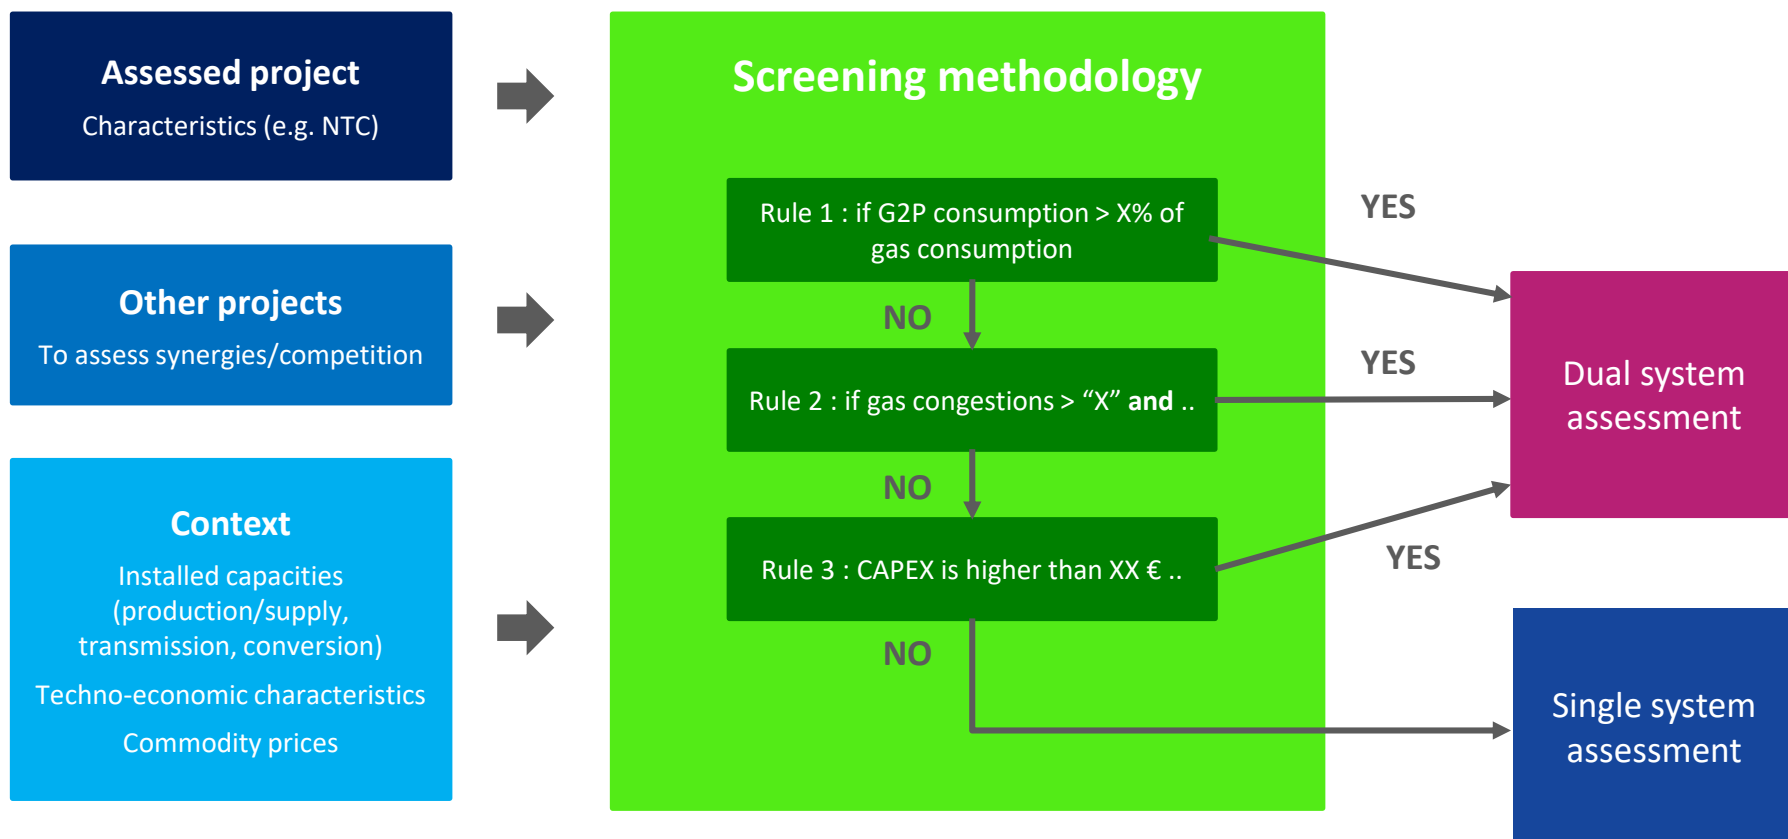 Assessed project
Characteristics (e.g. NTC)
Other projects
To assess synergies/competition
Context
Installed capacities
(production/supply,
transmission, conversion)
Techno-economic characteristics
Commodity prices
Screening methodology
Rule 1 : if G2P consumption > X% of
gas consumption
NO
Rule 2 : if gas congestions > “X” and ..
NO
Rule 3 : CAPEX is higher than XX € ..
NO
YES
YES
YES
Dual system
assessment
Single system
assessment